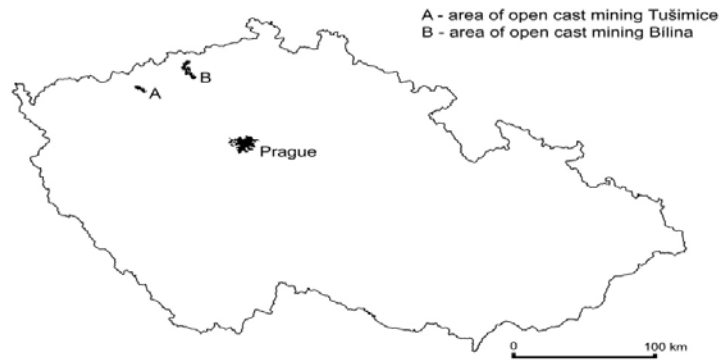 A - area of open cast mining Tušimice
B - area of open cast mining Bílina
B
A
Prague
0 100 km